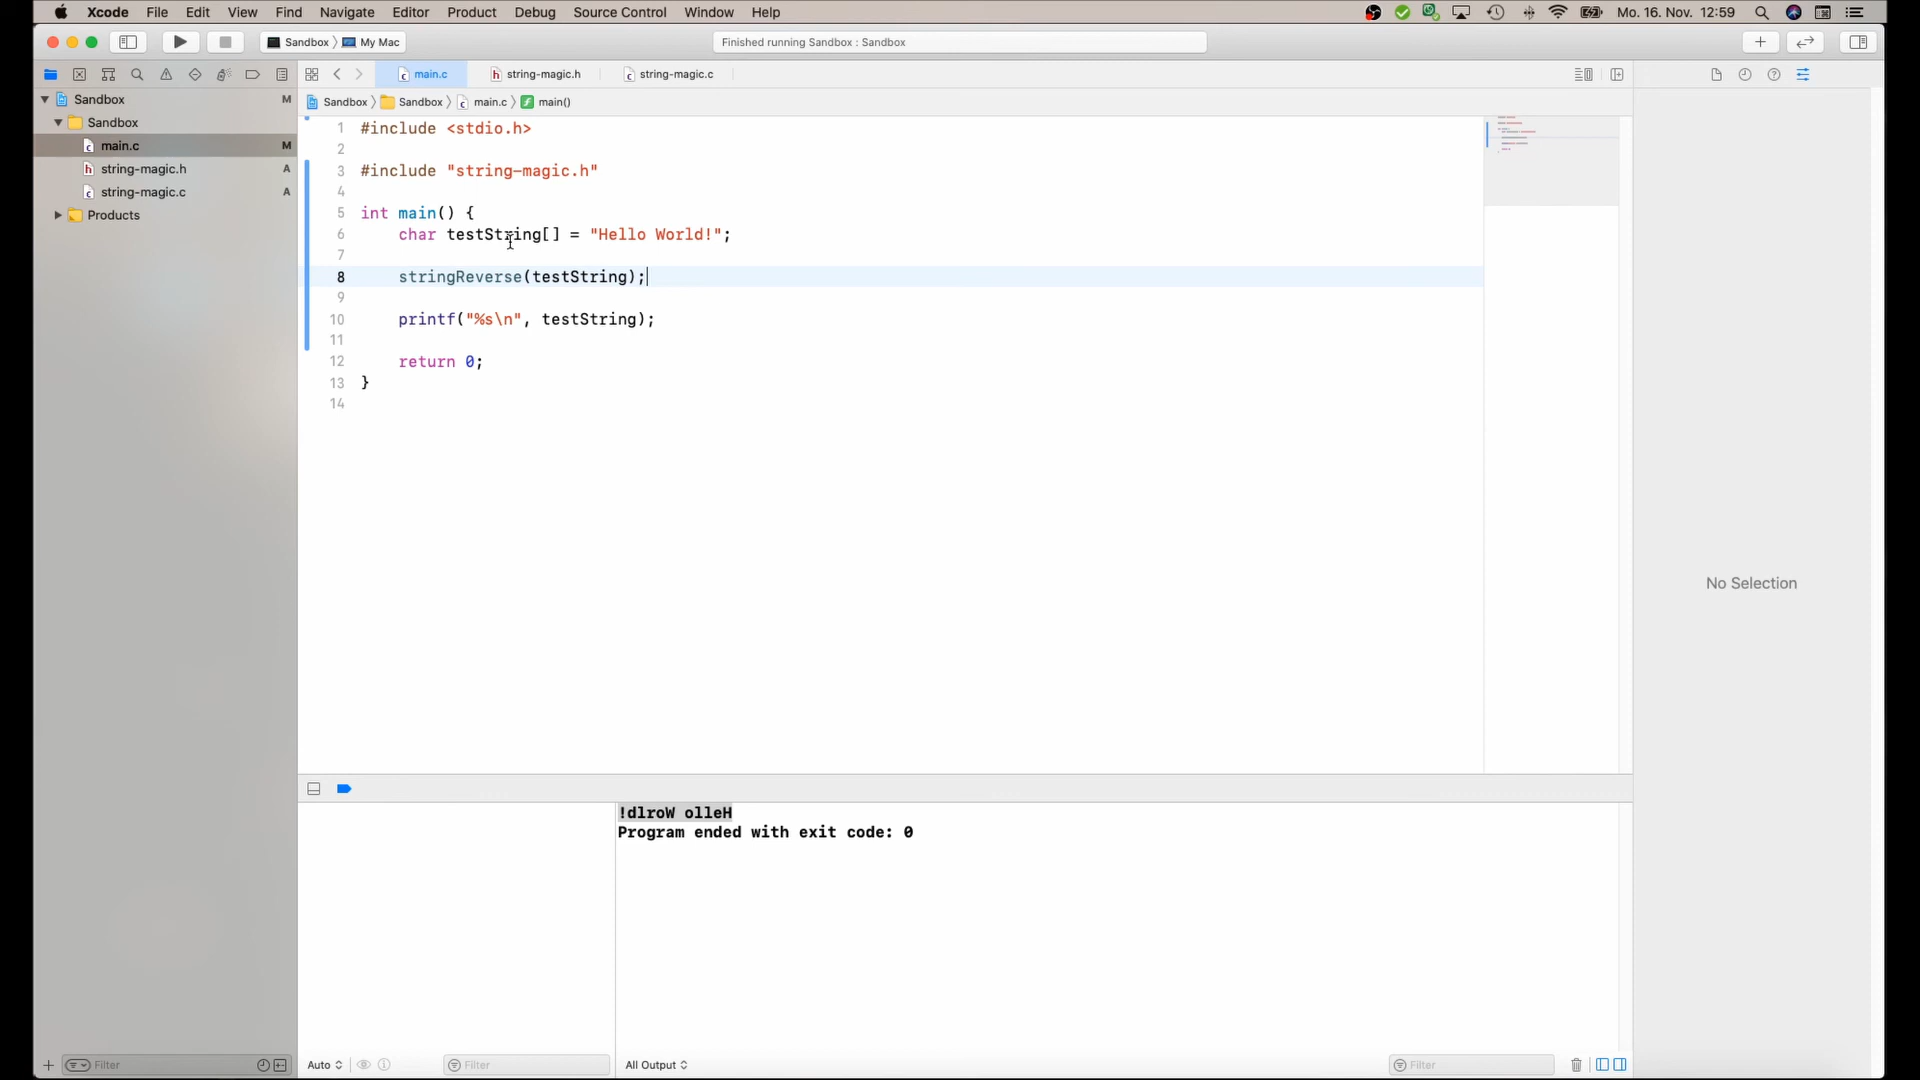 Xcode File Edit View Find Navigate Editor Product Debug Source Control Window Help Mo. 16. Nov. 12:59
Sandbox 〉 My Mac
Finished running Sandbox : Sandbox
main.c string-magic.h string-magic.c
Sandbox 〉 Sandbox 〉 main.c 〉 main()
Sandbox M
Sandbox
main.c M
string-magic.h A
string-magic.c A
Products
1 #include <stdio.h>
2
3 #include "string-magic.h"
4
5 int main() {
6 char testString[] = "Hello World!";
7
8 stringReverse(testString);
9
10 printf("%s\n", testString);
11
12 return 0;
13 }
14
No Selection
!dlroW olleH
Program ended with exit code: 0
Filter
Auto
Filter
All Output
Filter